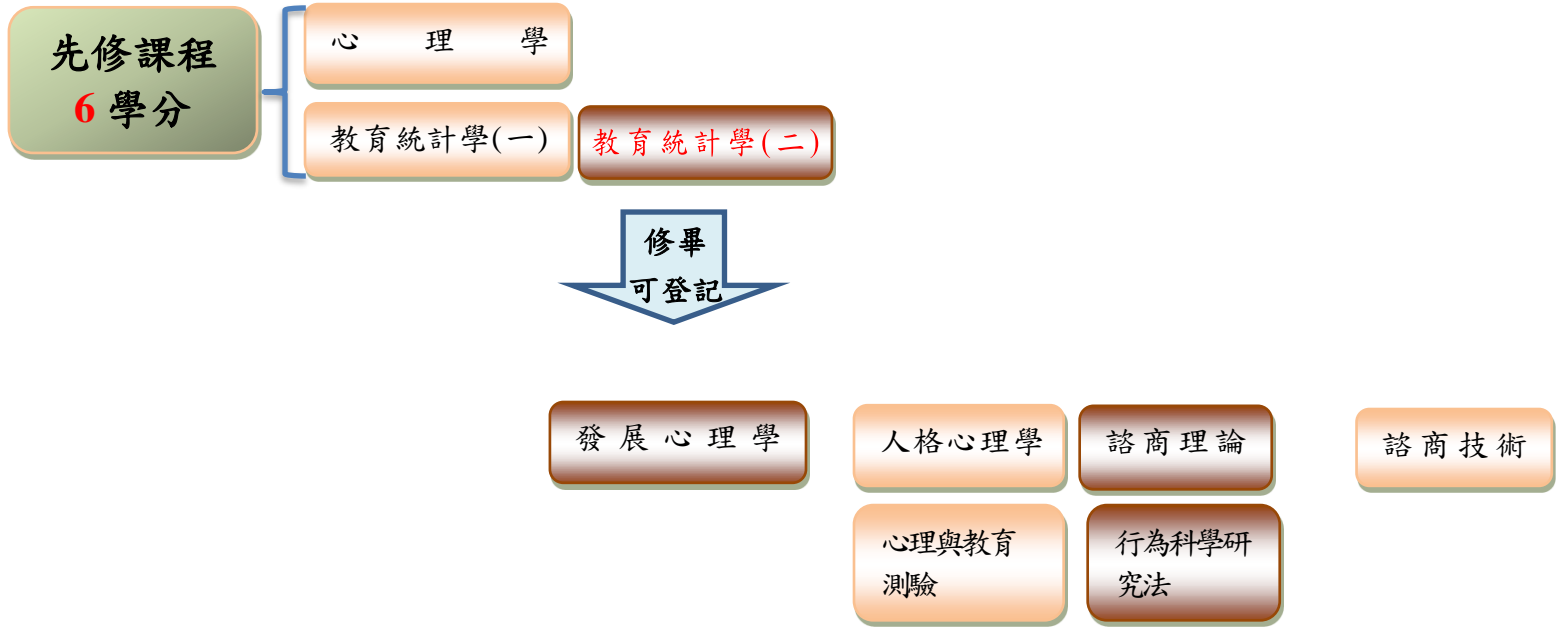 先修課程
6 學分
心 理 學
教育統計學(一)
教育統計學(二)
修畢
可登記
發展心理學
人格心理學
諮商理論
諮商技術
心理與教育
測驗
行為科學研
究法